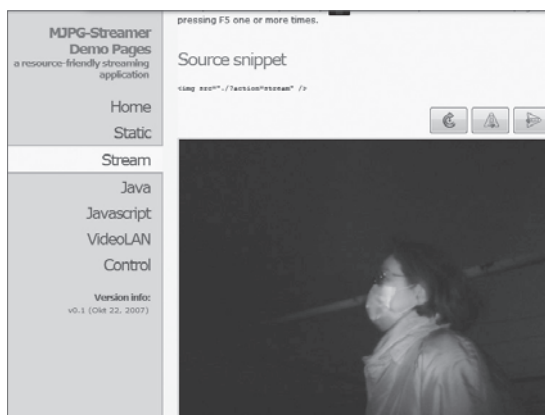 MJPG-Streamer
Demo Pages
a resource-friendly streaming
application
Home
Static
Stream
Java
Javascript
VideoLAN
Control
Version info:
v0.1 (Okt 22, 2007)
pressing F5 one or more times.
Source snippet
<img src="./?action=stream" />